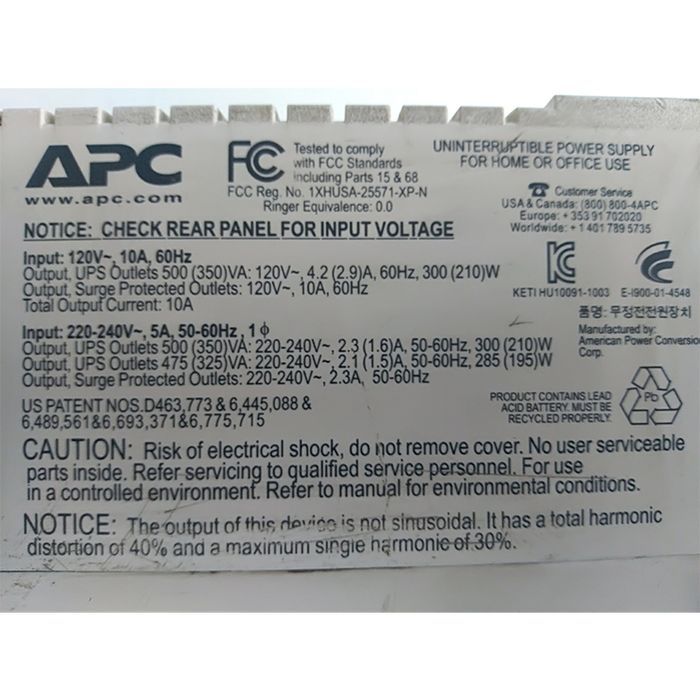 APC
www.apc.com
FC
Tested to comply
with FCC Standards
including Parts 15 & 68
FCC Reg. No. 1XHUSA-25571-XP-N
Ringer Equivalence: 0.0
UNINTERRUPTIBLE POWER SUPPLY
FOR HOME OR OFFICE USE
Customer Service
USA & Canada: (800) 800-4APC
Europe: + 353 91 702020
Worldwide: + 1 401 789 5735
NOTICE: CHECK REAR PANEL FOR INPUT VOLTAGE
Input: 120V~, 10A, 60Hz
Output, UPS Outlets 500 (350)VA: 120V~, 4.2 (2.9)A, 60Hz, 300 (210)W
Output, Surge Protected Outlets: 120V~, 10A, 60Hz
Total Output Current: 10A
KETI HU10091-1003
E-I900-01-4548
품명: 무정전전원장치
Manufactured by:
American Power Conversion
Corp.
Input: 220-240V~, 5A, 50-60Hz, 1 ϕ
Output, UPS Outlets 500 (350)VA: 220-240V~, 2.3 (1.6)A, 50-60Hz, 300 (210)W
Output, UPS Outlets 475 (325)VA: 220-240V~, 2.1 (1.5)A, 50-60Hz, 285 (195)W
Output, Surge Protected Outlets: 220-240V~, 2.3A, 50-60Hz
PRODUCT CONTAINS LEAD
ACID BATTERY. MUST BE
RECYCLED PROPERLY.
Pb
US PATENT NOS.D463,773 & 6,445,088 &
6,489,561&6,693,371&6,775,715
CAUTION: Risk of electrical shock, do not remove cover. No user serviceable
parts inside. Refer servicing to qualified service personnel. For use
in a controlled environment. Refer to manual for environmental conditions.
NOTICE: The output of this device is not sinusoidal. It has a total harmonic
distortion of 40% and a maximum single harmonic of 30%.